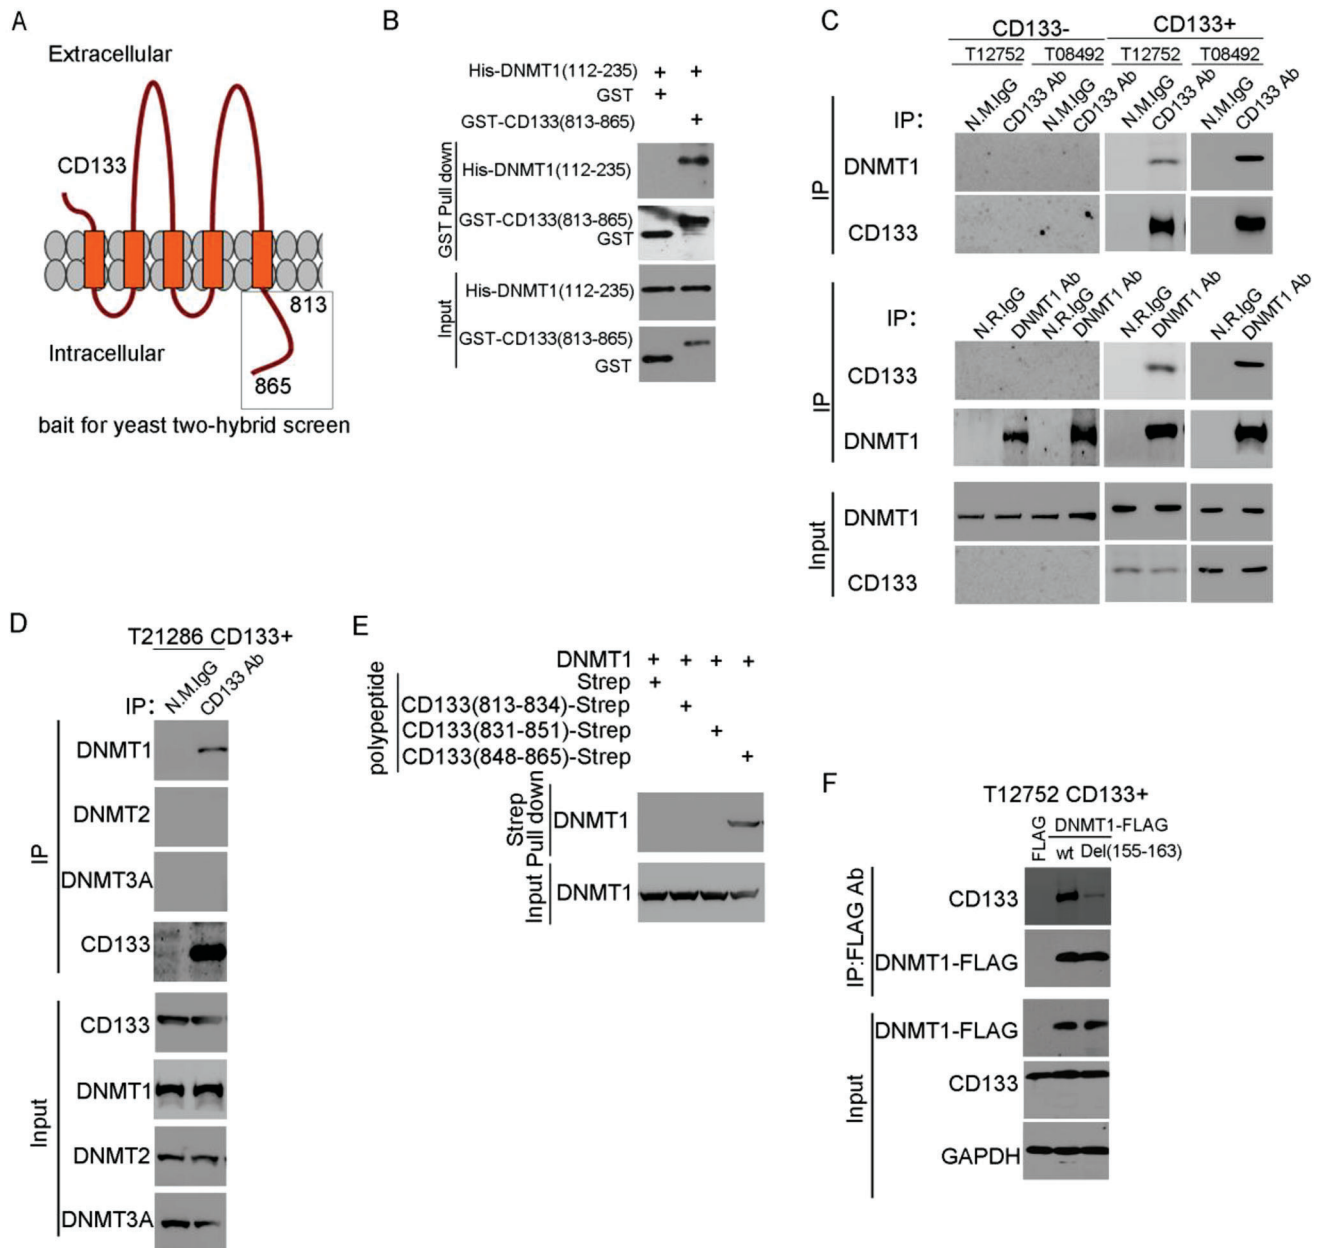 A
Extracellular
CD133
813
Intracellular
865
bait for yeast two-hybrid screen
B
His-DNMT1(112-235) + +
GST +
GST-CD133(813-865) +
GST Pull down
His-DNMT1(112-235)
GST-CD133(813-865)
GST
Input
His-DNMT1(112-235)
GST-CD133(813-865)
GST
C
CD133- CD133+
T12752 T08492 T12752 T08492
IP: N.M.IgG CD133 Ab N.M.IgG CD133 Ab N.M.IgG CD133 Ab N.M.IgG CD133 Ab
IP
DNMT1
CD133
IP: N.R.IgG DNMT1 Ab N.R.IgG DNMT1 Ab N.R.IgG DNMT1 Ab N.R.IgG DNMT1 Ab
IP
CD133
DNMT1
Input
DNMT1
CD133
D
T21286 CD133+
IP: N.M.IgG CD133 Ab
IP
DNMT1
DNMT2
DNMT3A
CD133
Input
CD133
DNMT1
DNMT2
DNMT3A
E
DNMT1 + + + +
polypeptide
Strep +
CD133(813-834)-Strep +
CD133(831-851)-Strep +
CD133(848-865)-Strep +
Strep
Pull down
DNMT1
Input
DNMT1
F
T12752 CD133+
FLAG
DNMT1-FLAG
wt Del(155-163)
IP:FLAG Ab
CD133
DNMT1-FLAG
Input
DNMT1-FLAG
CD133
GAPDH